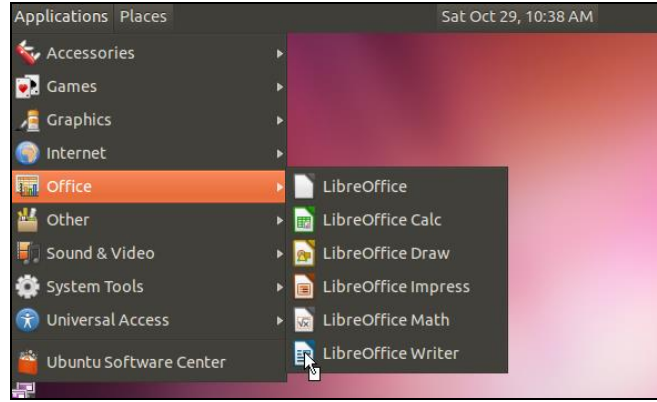 Applications Places Sat Oct 29, 10:38 AM
Accessories
Games
Graphics
Internet
Office
Other
Sound & Video
System Tools
Universal Access
Ubuntu Software Center
LibreOffice
LibreOffice Calc
LibreOffice Draw
LibreOffice Impress
LibreOffice Math
LibreOffice Writer